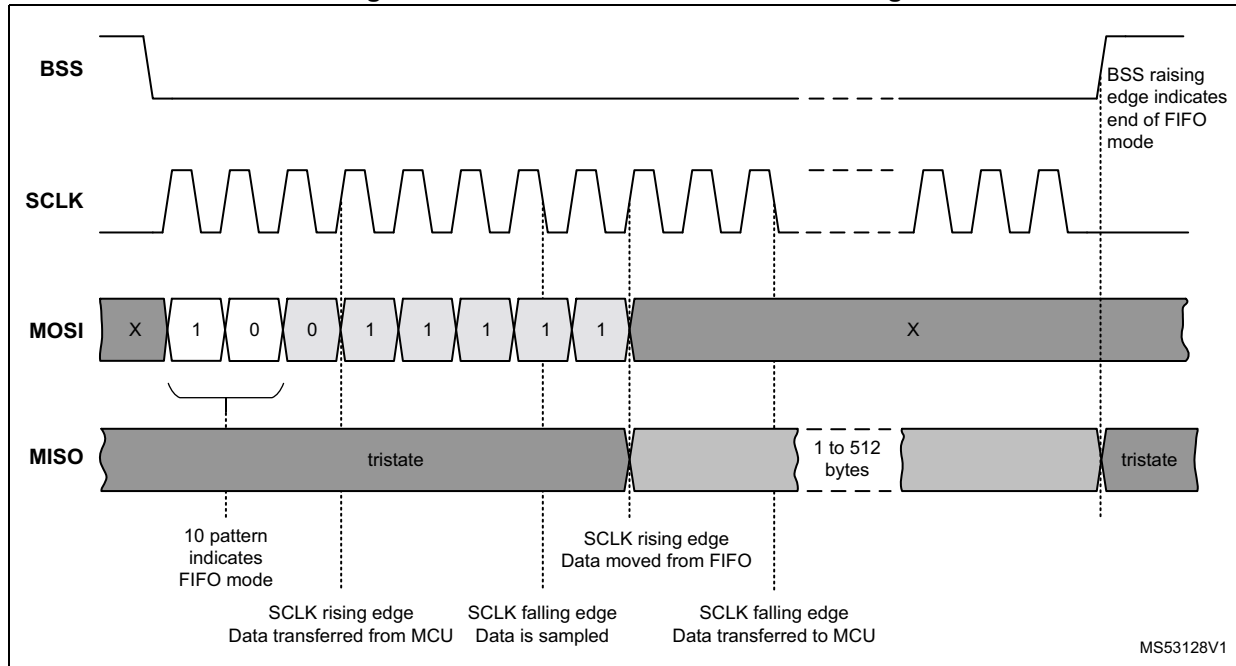 BSS
BSS raising
edge indicates
end of FIFO
mode
SCLK
MOSI
X 1 0 0 1 1 1 1 1 X
MISO
tristate
1 to 512
bytes
tristate
10 pattern
indicates
FIFO mode
SCLK rising edge
Data moved from FIFO
SCLK rising edge
Data transferred from MCU
SCLK falling edge
Data is sampled
SCLK falling edge
Data transferred to MCU
MS53128V1